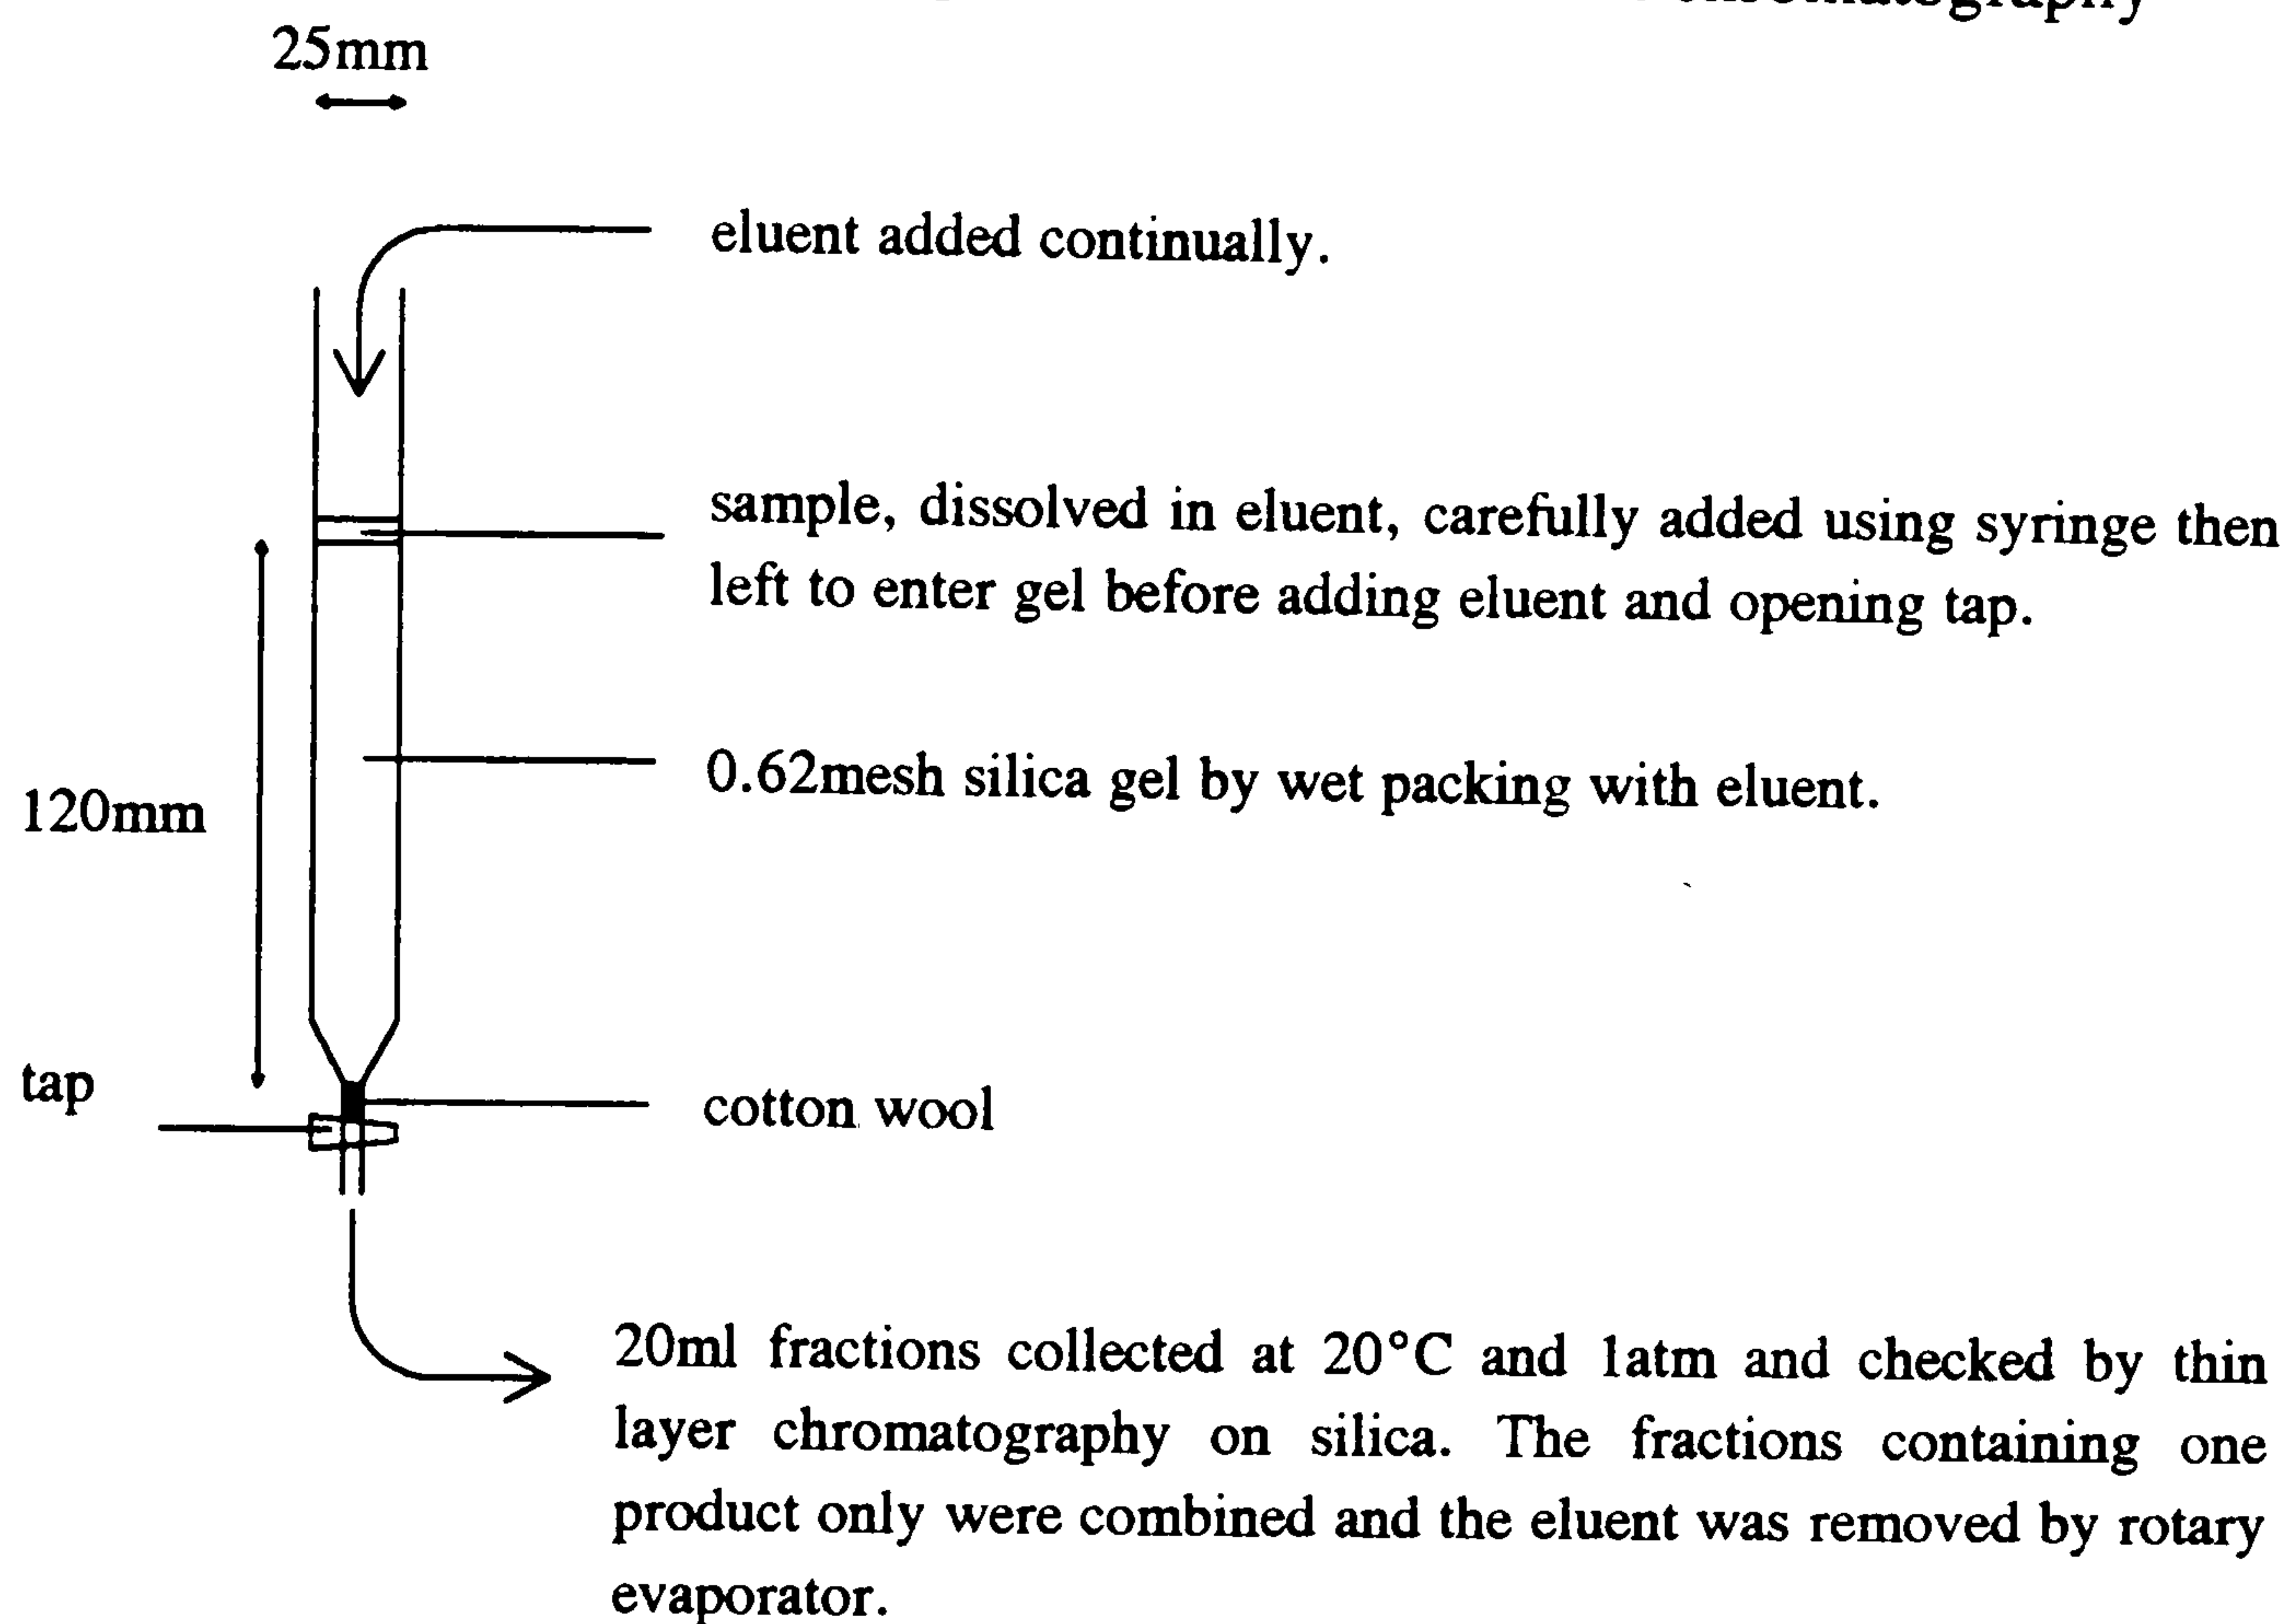 chromatography
25mm
eluent added continually.
sample, dissolved in eluent, carefully added using syringe then
left to enter gel before adding eluent and opening tap.
0.62mesh silica gel by wet packing with eluent.
120mm
tap
cotton wool
20ml fractions collected at 20°C and 1atm and checked by thin
layer chromatography on silica. The fractions containing one
product only were combined and the eluent was removed by rotary
evaporator.